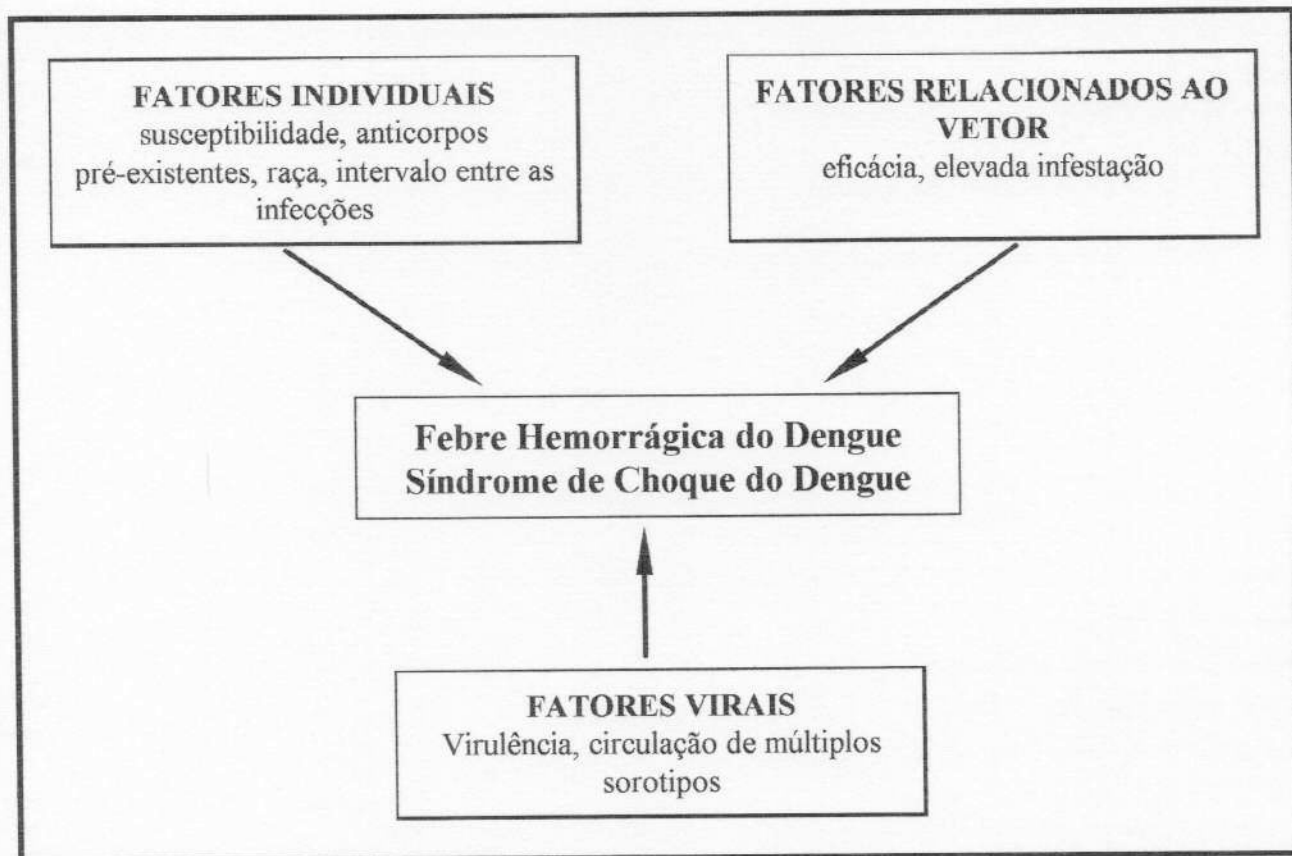 FATORES INDIVIDUAIS
susceptibilidade, anticorpos
pré-existentes, raça, intervalo entre as
infecções
FATORES RELACIONADOS AO
VETOR
eficácia, elevada infestação
Febre Hemorrágica do Dengue
Síndrome de Choque do Dengue
FATORES VIRAIS
Virulência, circulação de múltiplos
sorotipos